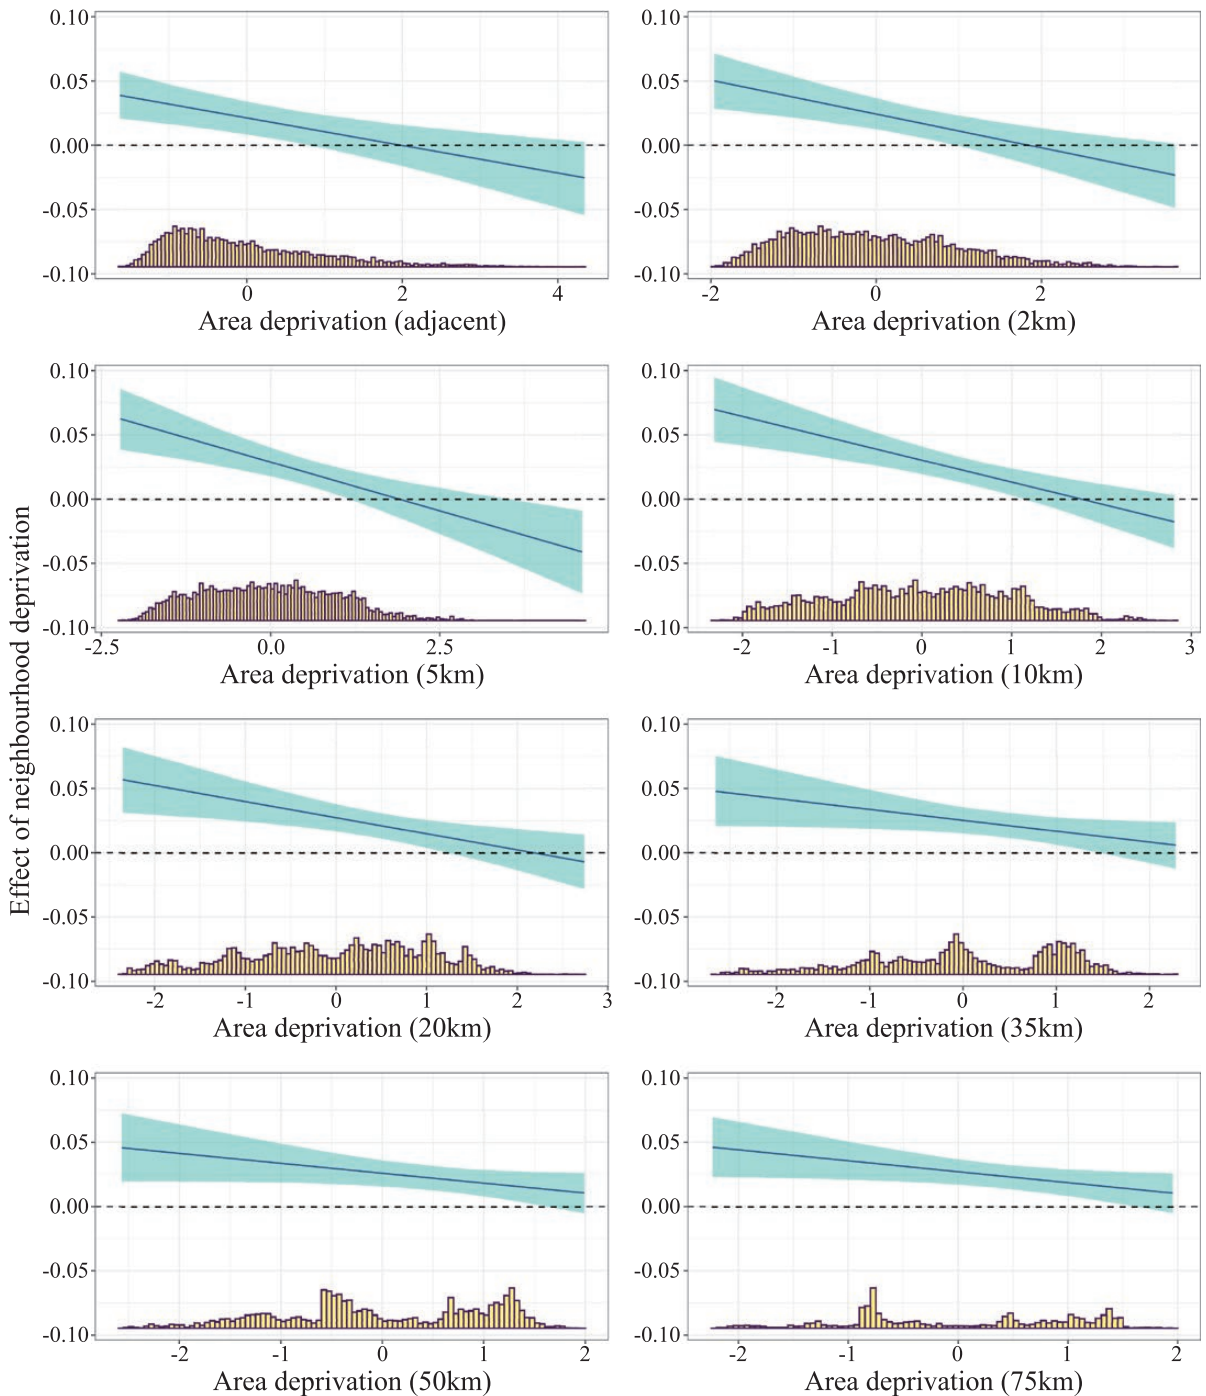 Effect of neighbourhood deprivation
0.10
0.05
0.00
-0.05
-0.10
0 2 4
Area deprivation (adjacent)
0.10
0.05
0.00
-0.05
-0.10
-2 0 2
Area deprivation (2km)
0.10
0.05
0.00
-0.05
-0.10
-2.5 0.0 2.5
Area deprivation (5km)
0.10
0.05
0.00
-0.05
-0.10
-2 -1 0 1 2 3
Area deprivation (10km)
0.10
0.05
0.00
-0.05
-0.10
-2 -1 0 1 2 3
Area deprivation (20km)
0.10
0.05
0.00
-0.05
-0.10
-2 -1 0 1 2
Area deprivation (35km)
0.10
0.05
0.00
-0.05
-0.10
-2 -1 0 1 2
Area deprivation (50km)
0.10
0.05
0.00
-0.05
-0.10
-2 -1 0 1 2
Area deprivation (75km)